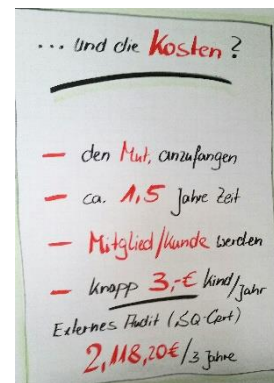 ... und die Kosten?
— den Mut, anzufangen
— ca. 1,5 Jahre Zeit
— Mitglied/Kunde werden
— knapp 3,-€ Kind/Jahr
Externes Audit (SQ-Cert)
2,118,20€/3 Jahre